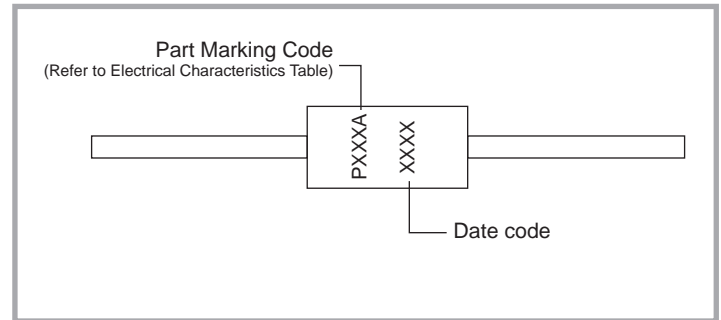 Part Marking Code
(Refer to Electrical Characteristics Table)
PXXXA
XXXX
Date code